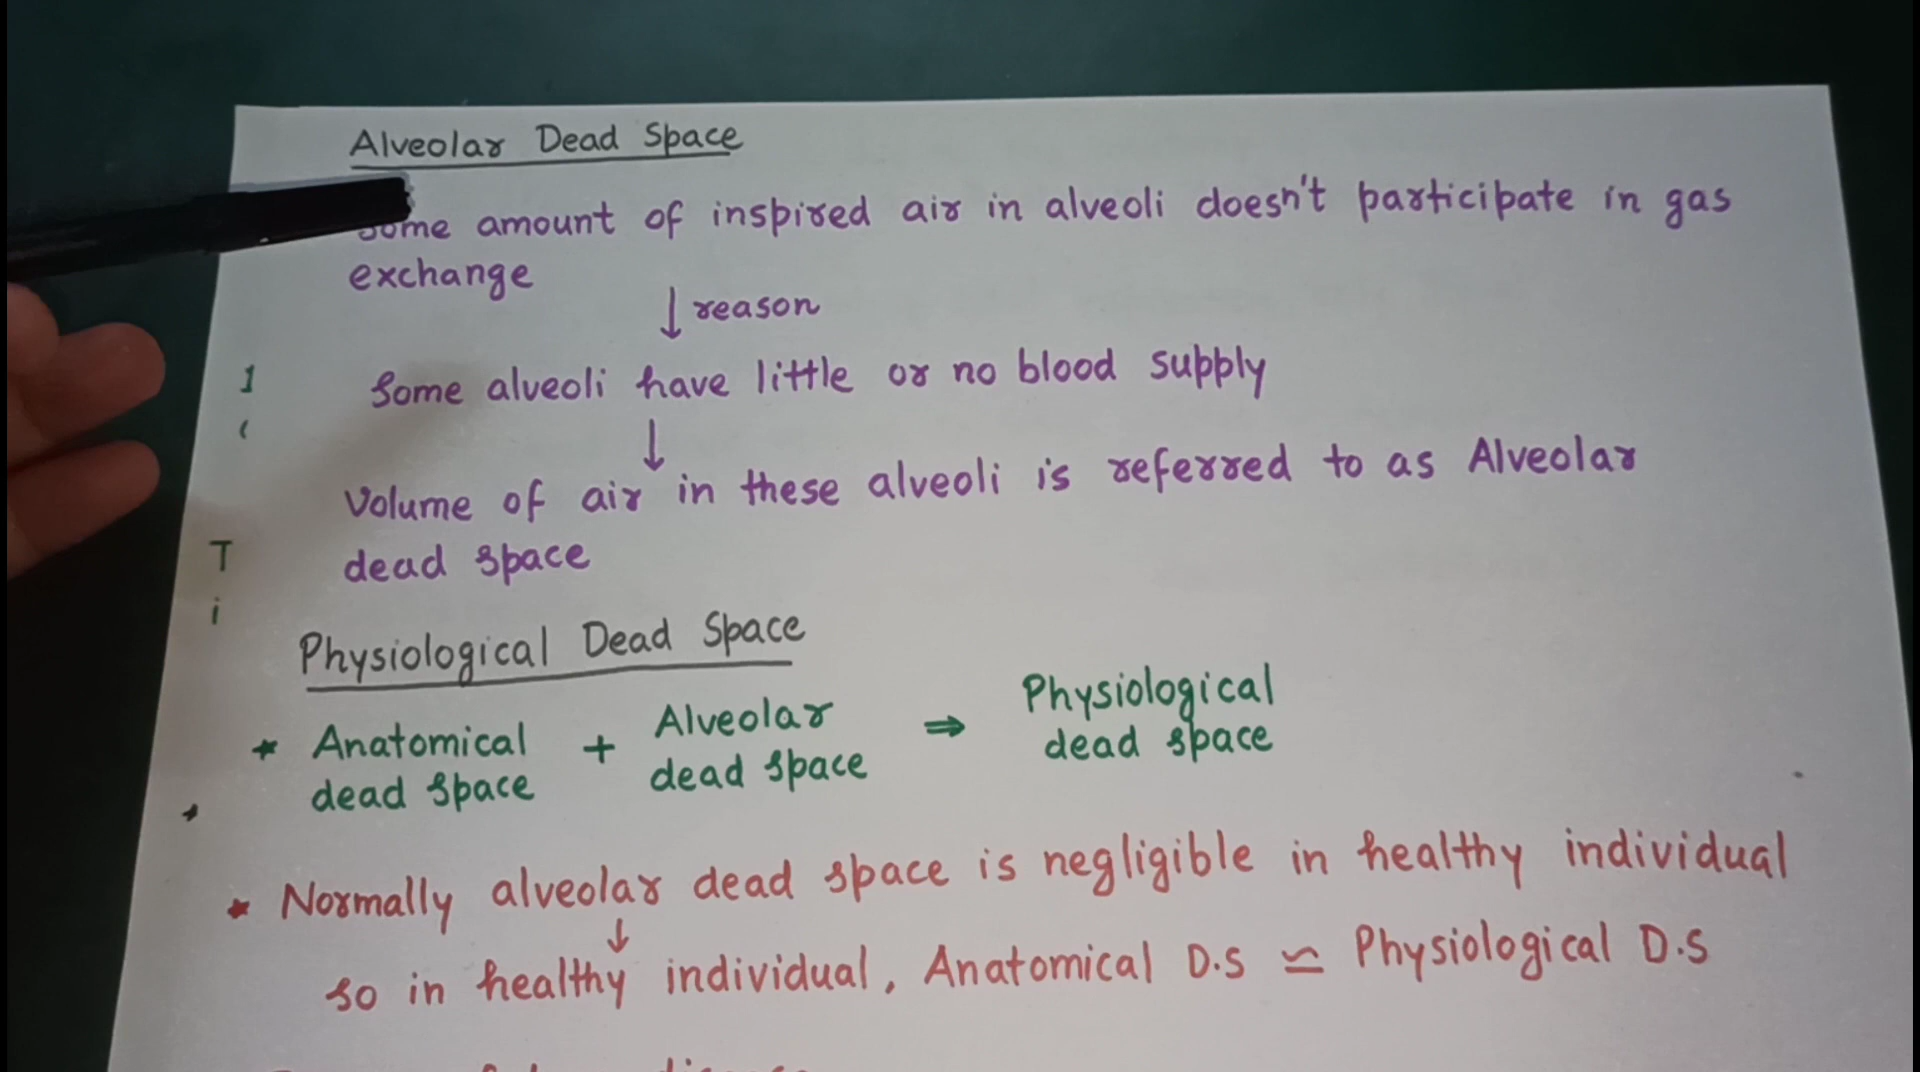 Alveolar Dead Space
Some amount of inspired air in alveoli doesn't participate in gas
exchange
↓ reason
Some alveoli have little or no blood supply
↓
Volume of air in these alveoli is referred to as Alveolar
dead space
Physiological Dead Space
* Anatomical dead space + Alveolar dead space ⇒ Physiological dead space
* Normally alveolar dead space is negligible in healthy individual
↓
so in healthy individual, Anatomical D.S ≃ Physiological D.S